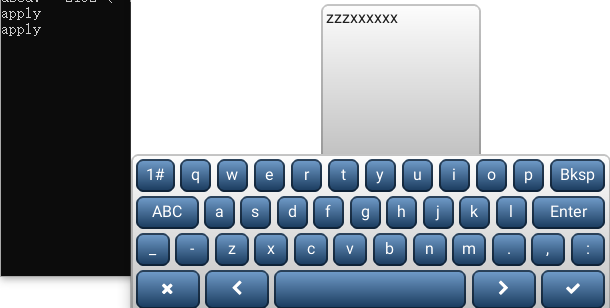 apply
apply
zzzxxxxxx
1# q w e r t y u i o p Bksp
ABC a s d f g h j k l Enter
_ - z x c v b n m . , :